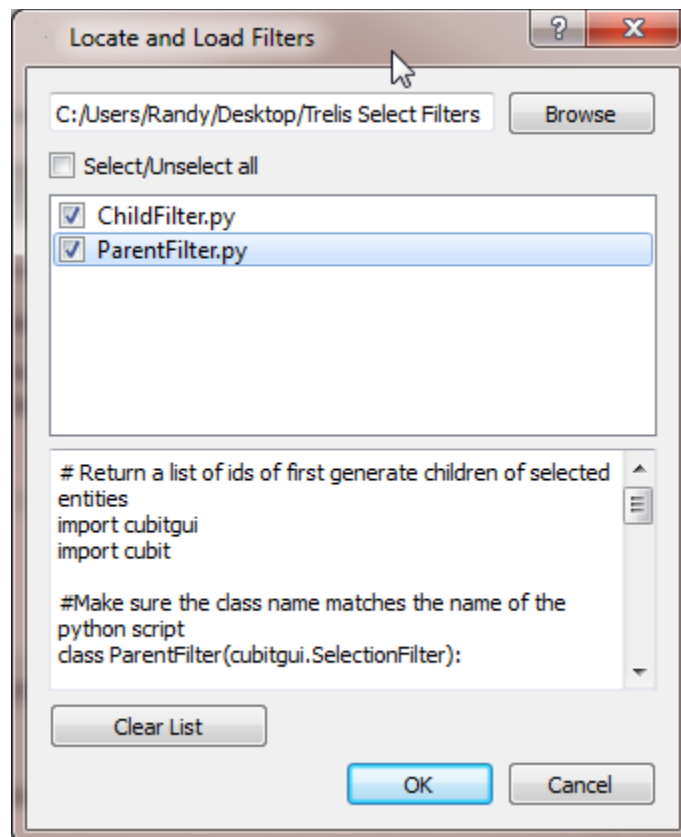 Locate and Load Filters
C:/Users/Randy/Desktop/Trelis Select Filters
Browse
Select/Unselect all
ChildFilter.py
ParentFilter.py
# Return a list of ids of first generate children of selected
entities
import cubitgui
import cubit
#Make sure the class name matches the name of the
python script
class ParentFilter(cubitgui.SelectionFilter):
Clear List
OK
Cancel